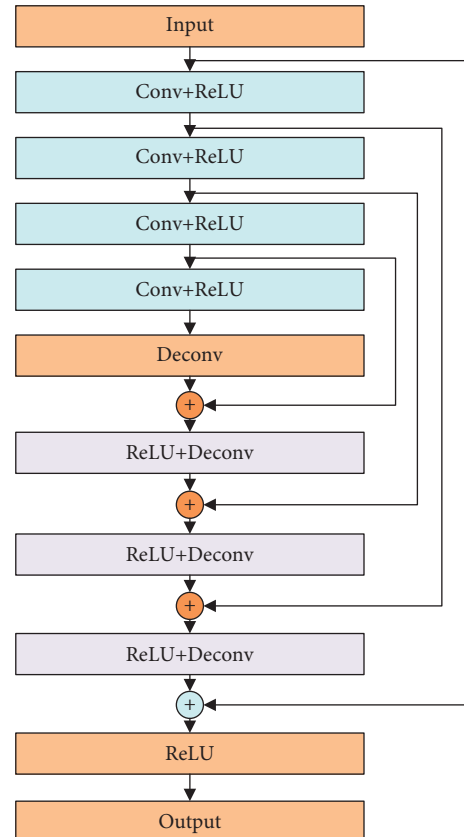 Input
Conv+ReLU
Conv+ReLU
Conv+ReLU
Conv+ReLU
Deconv
+
ReLU+Deconv
+
ReLU+Deconv
+
ReLU+Deconv
+
ReLU
Output